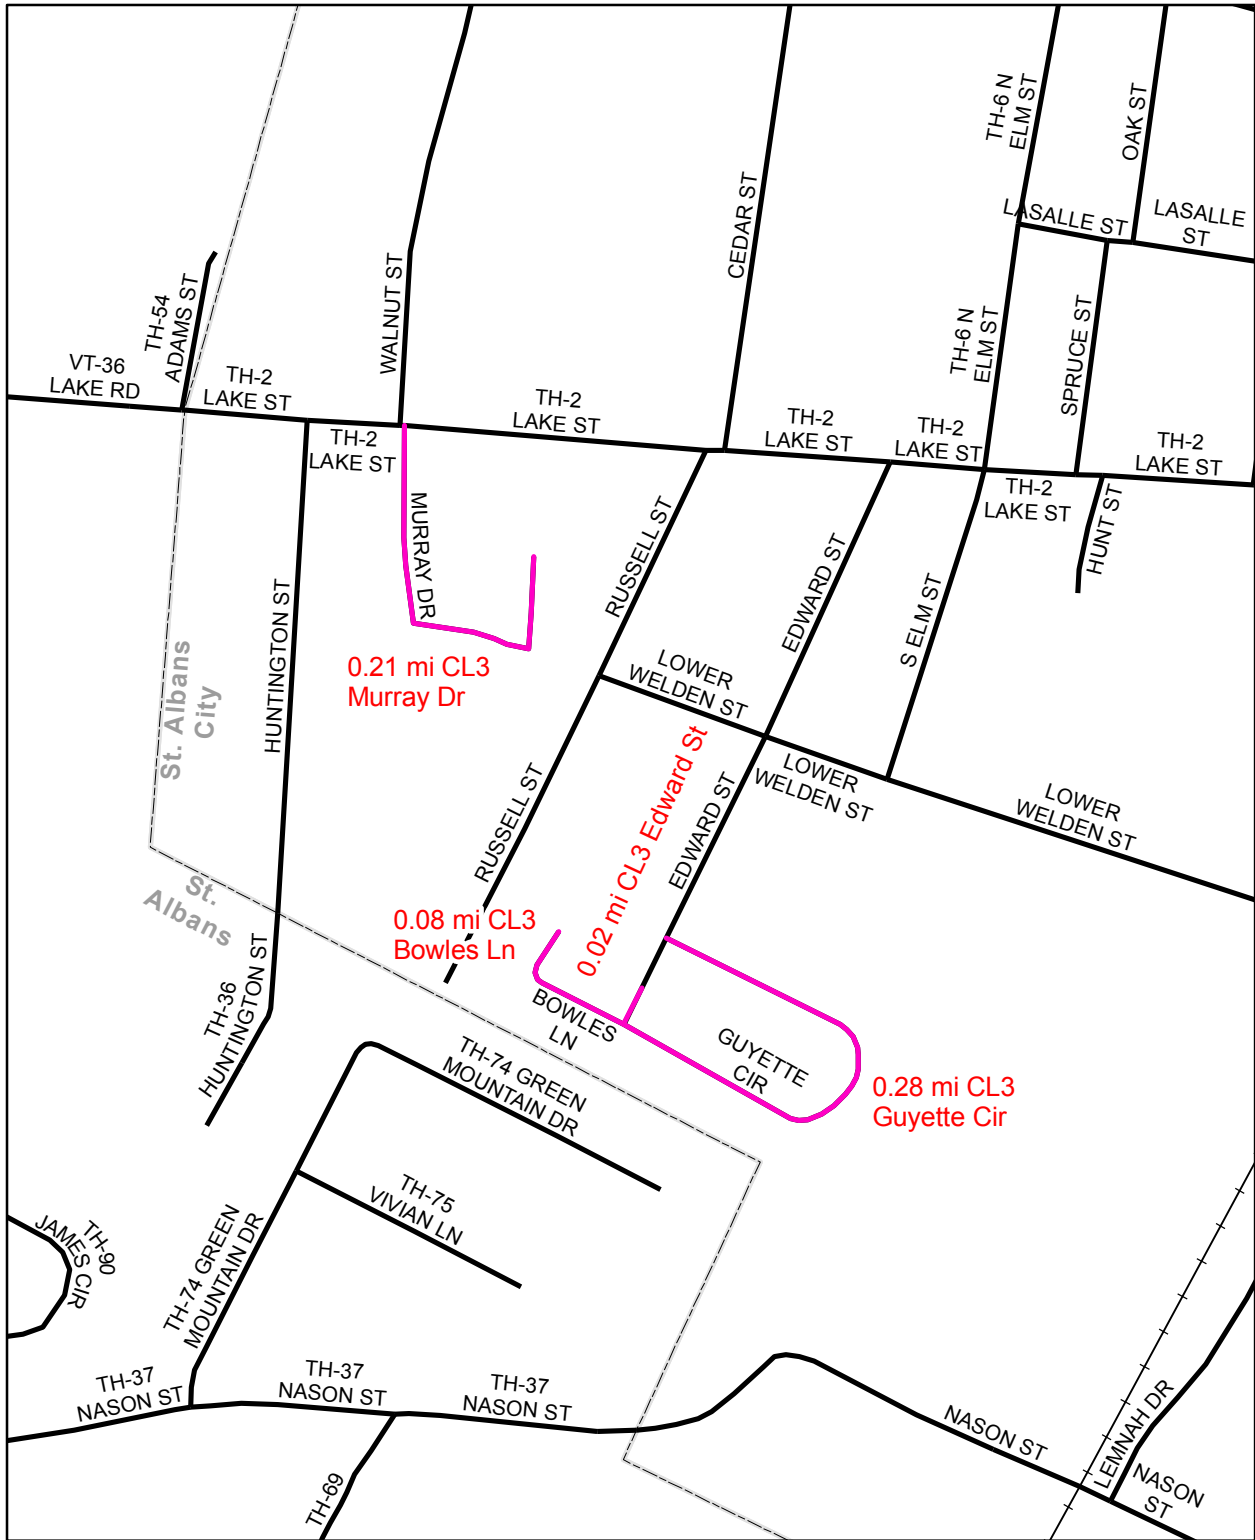 TH-6 N
ELM ST
OAK ST
LASALLE ST
LASALLE
ST
CEDAR ST
WALNUT ST
TH-54
ADAMS ST
TH-6 N
ELM ST
SPRUCE ST
VT-36
LAKE RD
TH-2
LAKE ST
TH-2
LAKE ST
TH-2
LAKE ST
TH-2
LAKE ST
TH-2
LAKE ST
TH-2
LAKE ST
TH-2
LAKE ST
HUNT ST
MURRAY DR
RUSSELL ST
EDWARD ST
S ELM ST
HUNTINGTON ST
St. Albans
City
0.21 mi CL3
Murray Dr
LOWER
WELDEN ST
LOWER
WELDEN ST
LOWER
WELDEN ST
RUSSELL ST
0.02 mi CL3 Edward St
EDWARD ST
St.
Albans
0.08 mi CL3
Bowles Ln
TH-36
HUNTINGTON ST
BOWLES
LN
GUYETTE
CIR
0.28 mi CL3
Guyette Cir
TH-74 GREEN
MOUNTAIN DR
TH-75
VIVIAN LN
TH-90
JAMES CIR
TH-74 GREEN
MOUNTAIN DR
TH-37
NASON ST
TH-37
NASON ST
TH-37
NASON ST
NASON ST
LEMNAH DR
NASON
ST
TH-69